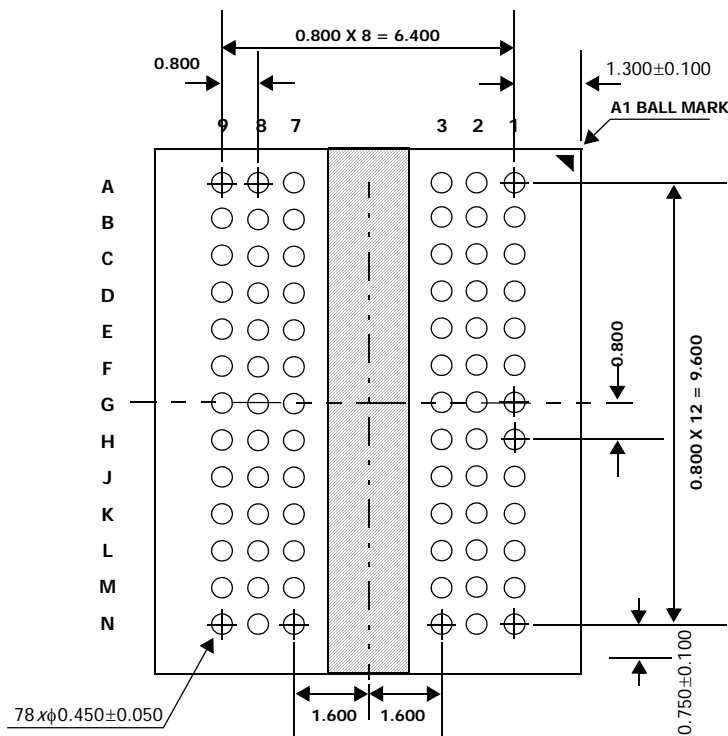 0.800 X 8 = 6.400
0.800
1.300±0.100
A1 BALL MARK
9 8 7 3 2 1
A
B
C
D
E
F
G
H
J
K
L
M
N
0.800
0.800 X 12 = 9.600
0.750±0.100
78xϕ0.450±0.050
1.600 1.600